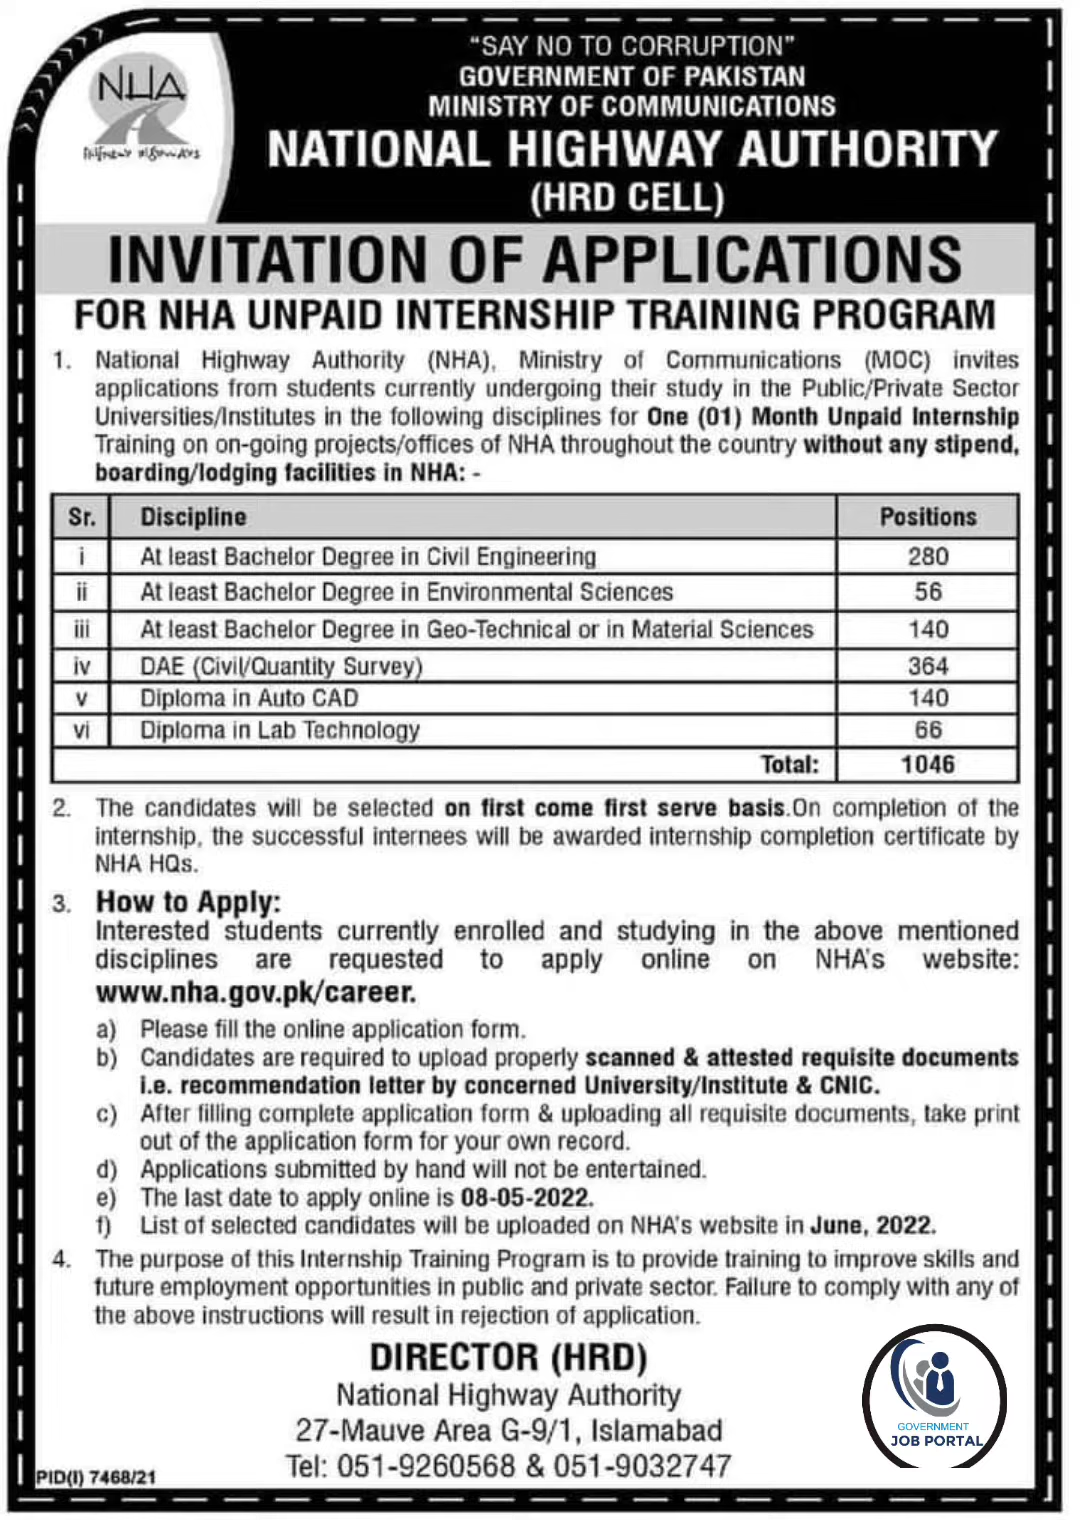 "SAY NO TO CORRUPTION"
GOVERNMENT OF PAKISTAN
MINISTRY OF COMMUNICATIONS
NATIONAL HIGHWAY AUTHORITY
(HRD CELL)
NHA
FRIENDLY HIGHWAYS
INVITATION OF APPLICATIONS
FOR NHA UNPAID INTERNSHIP TRAINING PROGRAM
1. National Highway Authority (NHA), Ministry of Communications (MOC) invites
applications from students currently undergoing their study in the Public/Private Sector
Universities/Institutes in the following disciplines for One (01) Month Unpaid Internship
Training on on-going projects/offices of NHA throughout the country without any stipend,
boarding/lodging facilities in NHA: -
Sr. Discipline Positions
i At least Bachelor Degree in Civil Engineering 280
ii At least Bachelor Degree in Environmental Sciences 56
iii At least Bachelor Degree in Geo-Technical or in Material Sciences 140
iv DAE (Civil/Quantity Survey) 364
v Diploma in Auto CAD 140
vi Diploma in Lab Technology 66
Total: 1046
2. The candidates will be selected on first come first serve basis.On completion of the
internship, the successful internees will be awarded internship completion certificate by
NHA HQs.
3. How to Apply:
Interested students currently enrolled and studying in the above mentioned
disciplines are requested to apply online on NHA's website:
www.nha.gov.pk/career.
a) Please fill the online application form.
b) Candidates are required to upload properly scanned & attested requisite documents
i.e. recommendation letter by concerned University/Institute & CNIC.
c) After filling complete application form & uploading all requisite documents, take print
out of the application form for your own record.
d) Applications submitted by hand will not be entertained.
e) The last date to apply online is 08-05-2022.
f) List of selected candidates will be uploaded on NHA's website in June, 2022.
4. The purpose of this Internship Training Program is to provide training to improve skills and
future employment opportunities in public and private sector. Failure to comply with any of
the above instructions will result in rejection of application.
DIRECTOR (HRD)
National Highway Authority
27-Mauve Area G-9/1, Islamabad
Tel: 051-9260568 & 051-9032747
PID(I) 7468/21
GOVERNMENT
JOB PORTAL